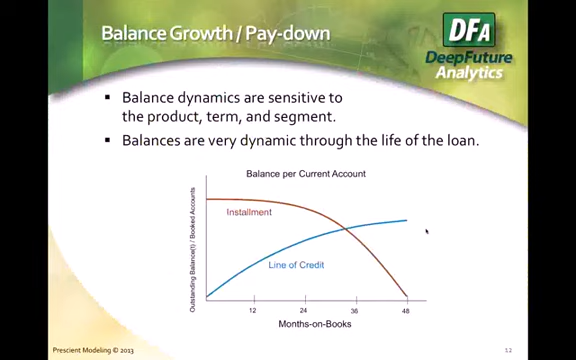 Balance Growth / Pay-down
DFA
DeepFuture
Analytics
▪ Balance dynamics are sensitive to
the product, term, and segment.
▪ Balances are very dynamic through the life of the loan.
Balance per Current Account
Outstanding Balance(t) / Booked Accounts
Installment
Line of Credit
12 24 36 48
Months-on-Books
Prescient Modeling © 2013
12